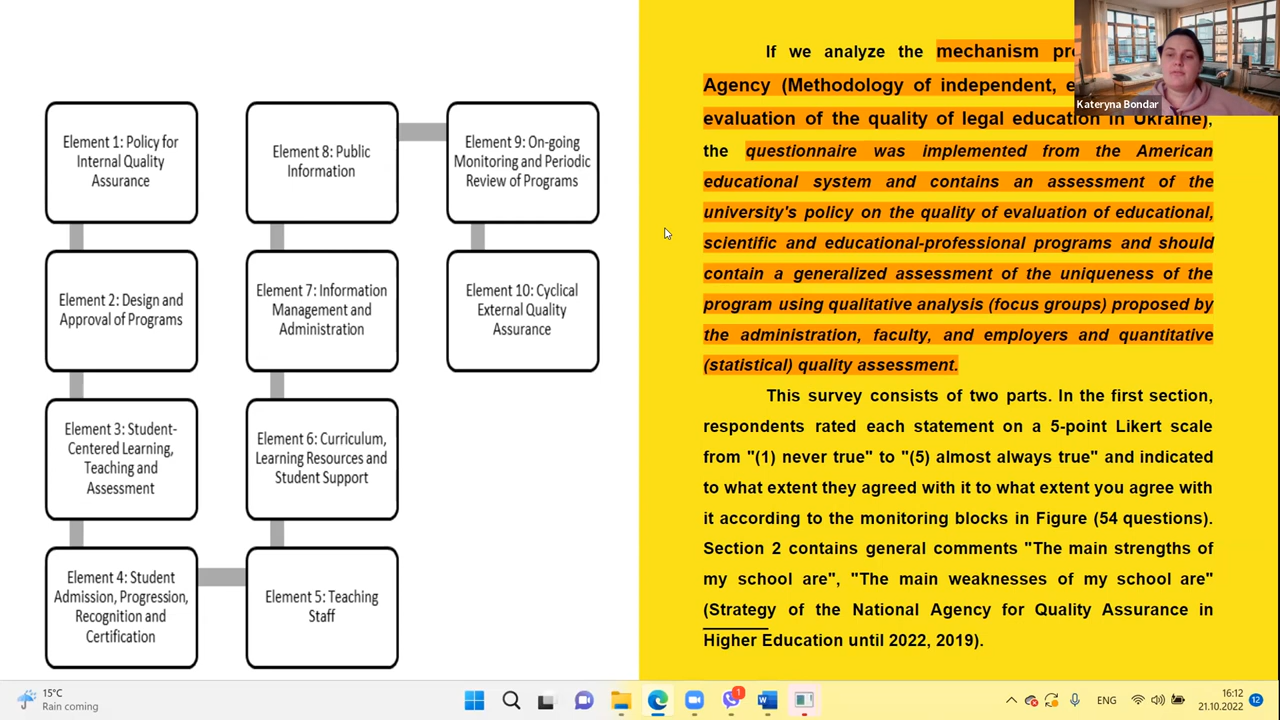 Element 1: Policy for
Internal Quality
Assurance
Element 2: Design and
Approval of Programs
Element 3: Student-
Centered Learning,
Teaching and
Assessment
Element 4: Student
Admission, Progression,
Recognition and
Certification
Element 5: Teaching
Staff
Element 6: Curriculum,
Learning Resources and
Student Support
Element 7: Information
Management and
Administration
Element 8: Public
Information
Element 9: On-going
Monitoring and Periodic
Review of Programs
Element 10: Cyclical
External Quality
Assurance
If we analyze the mechanism
Agency (Methodology of independent,
evaluation of the quality of legal education in Ukraine),
the questionnaire was implemented from the American
educational system and contains an assessment of the
university's policy on the quality of evaluation of educational,
scientific and educational-professional programs and should
contain a generalized assessment of the uniqueness of the
program using qualitative analysis (focus groups) proposed by
the administration, faculty, and employers and quantitative
(statistical) quality assessment.
This survey consists of two parts. In the first section,
respondents rated each statement on a 5-point Likert scale
from "(1) never true" to "(5) almost always true" and indicated
to what extent they agreed with it to what extent you agree with
it according to the monitoring blocks in Figure (54 questions).
Section 2 contains general comments "The main strengths of
my school are", "The main weaknesses of my school are"
(Strategy of the National Agency for Quality Assurance in
Higher Education until 2022, 2019).
Kateryna Bondar
15°C
Rain coming
1
ENG
16:12
21.10.2022
12